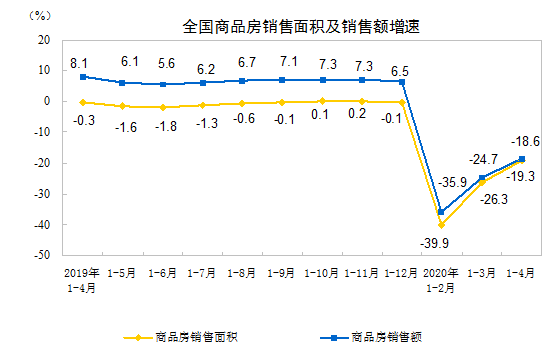 全国商品房销售面积及销售额增速
（%）
20
10
0
-10
-20
-30
-40
-50
8.1 6.1 5.6 6.2 6.7 7.1 7.3 7.3 6.5 -35.9 -24.7 -18.6
-0.3 -1.6 -1.8 -1.3 -0.6 -0.1 0.1 0.2 -0.1 -39.9 -26.3 -19.3
2019年 1-5月 1-6月 1-7月 1-8月 1-9月 1-10月 1-11月 1-12月 2020年 1-3月 1-4月
1-4月 1-2月
商品房销售面积 商品房销售额